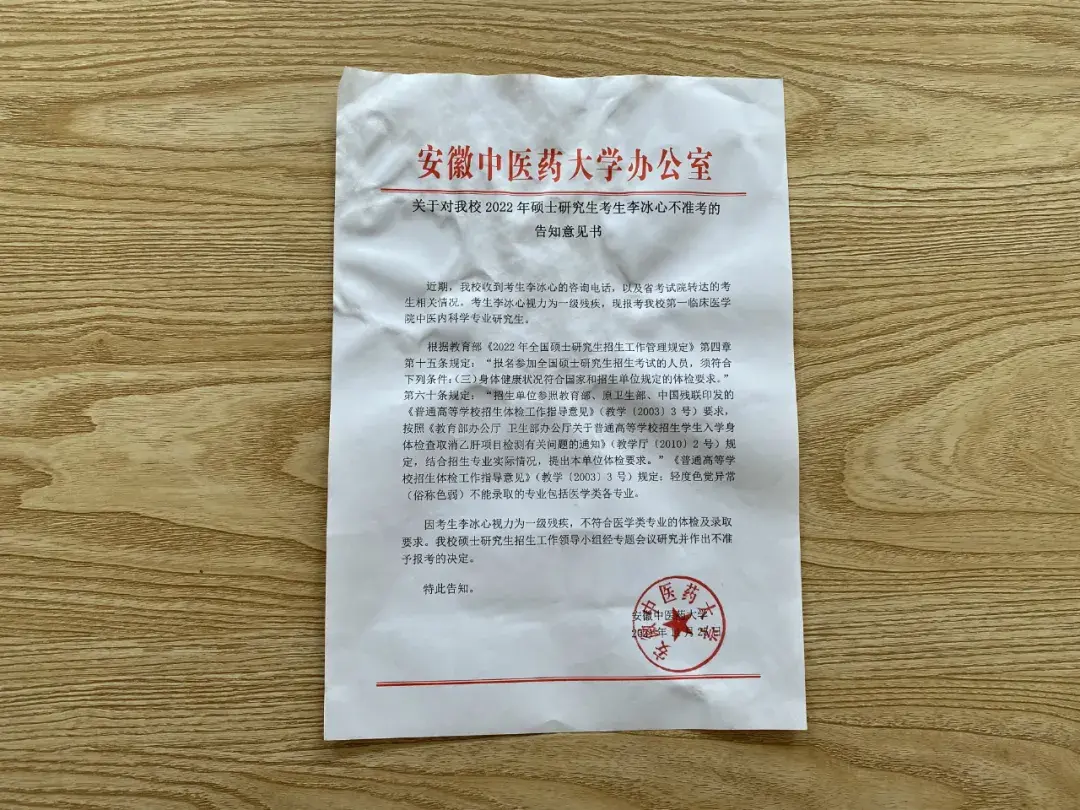 安徽中医药大学办公室
关于对我校 2022 年硕士研究生考生李冰心不准考的
告知意见书
近期，我校收到考生李冰心的咨询电话，以及省考试院转达的考
生相关情况。考生李冰心视力为一级残疾，现报考我校第一临床医学
院中医内科学专业研究生。
根据教育部《2022 年全国硕士研究生招生工作管理规定》第四章
第十五条规定：“报名参加全国硕士研究生招生考试的人员，须符合
下列条件：（三）身体健康状况符合国家和招生单位规定的体检要求。”
第六十条规定：“招生单位参照教育部、原卫生部、中国残联印发的
《普通高等学校招生体检工作指导意见》（教学〔2003〕3 号）要求，
按照《教育部办公厅 卫生部办公厅关于普通高等学校招生学生入学身
体检查取消乙肝项目检测有关问题的通知》（教学厅〔2010〕2 号）规
定，结合招生专业实际情况，提出本单位体检要求。”《普通高等学
校招生体检工作指导意见》（教学〔2003〕3 号）规定：轻度色觉异常
（俗称色弱）不能录取的专业包括医学类各专业。
因考生李冰心视力为一级残疾，不符合医学类专业的体检及录取
要求。我校硕士研究生招生工作领导小组经专题会议研究并作出不准
予报考的决定。
特此告知。
安徽中医药大学
年 月 日
安徽中医药大学